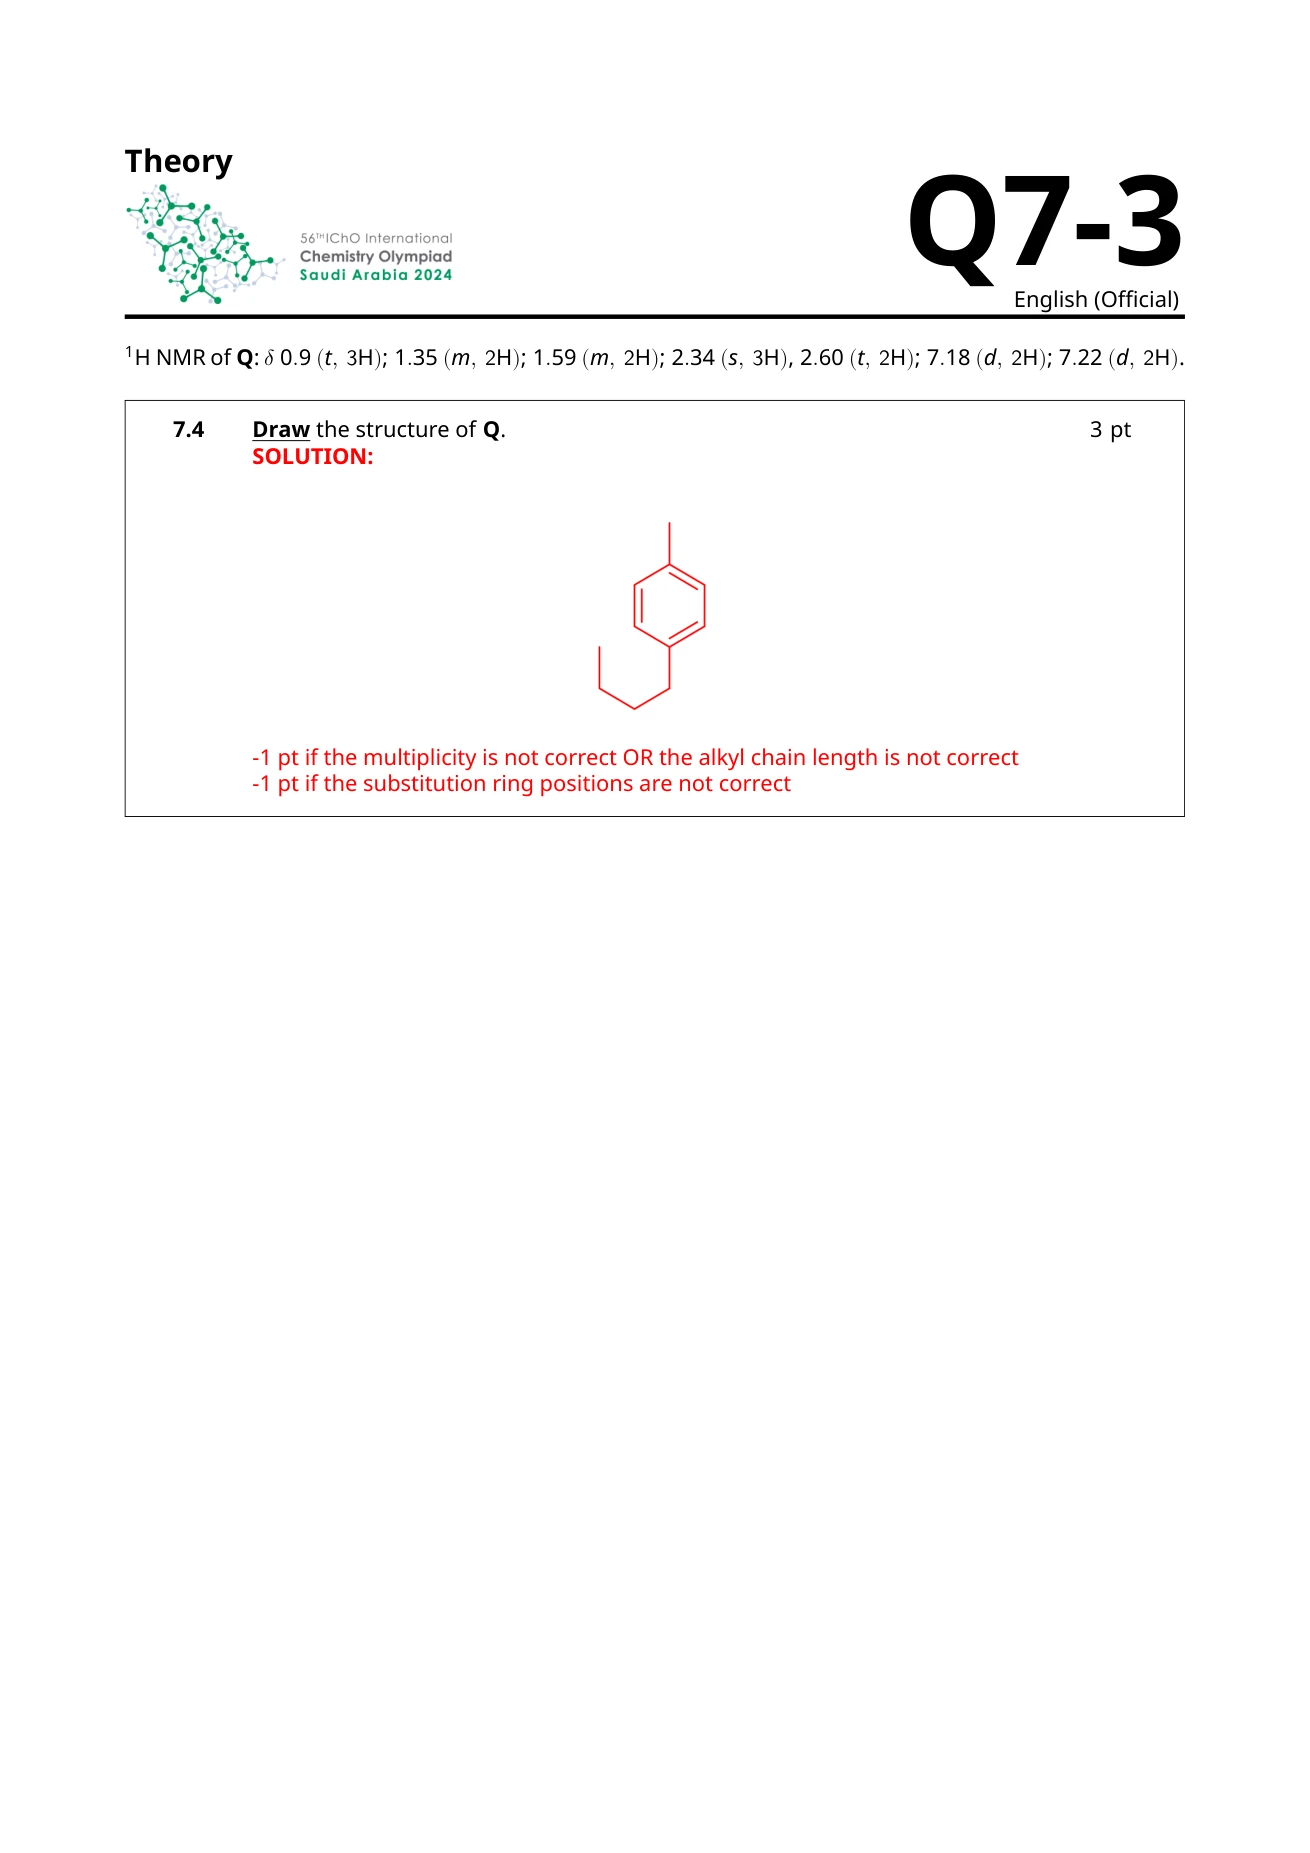 Theory
56ᵀᴴIChO International
Chemistry Olympiad
Saudi Arabia 2024
Q7-3
English (Official)
¹H NMR of Q: δ 0.9 (t, 3H); 1.35 (m, 2H); 1.59 (m, 2H); 2.34 (s, 3H), 2.60 (t, 2H); 7.18 (d, 2H); 7.22 (d, 2H).
7.4 Draw the structure of Q. 3 pt
SOLUTION:
-1 pt if the multiplicity is not correct OR the alkyl chain length is not correct
-1 pt if the substitution ring positions are not correct